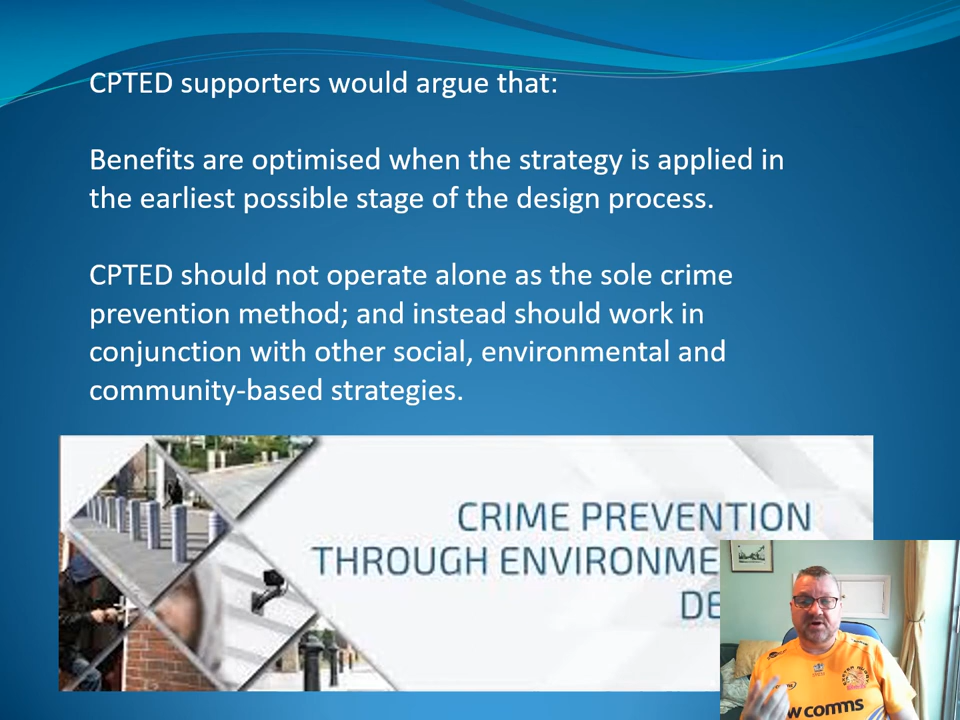 CPTED supporters would argue that:
Benefits are optimised when the strategy is applied in
the earliest possible stage of the design process.
CPTED should not operate alone as the sole crime
prevention method; and instead should work in
conjunction with other social, environmental and
community-based strategies.
CRIME PREVENTION
THROUGH ENVIRONME
DE
w comms